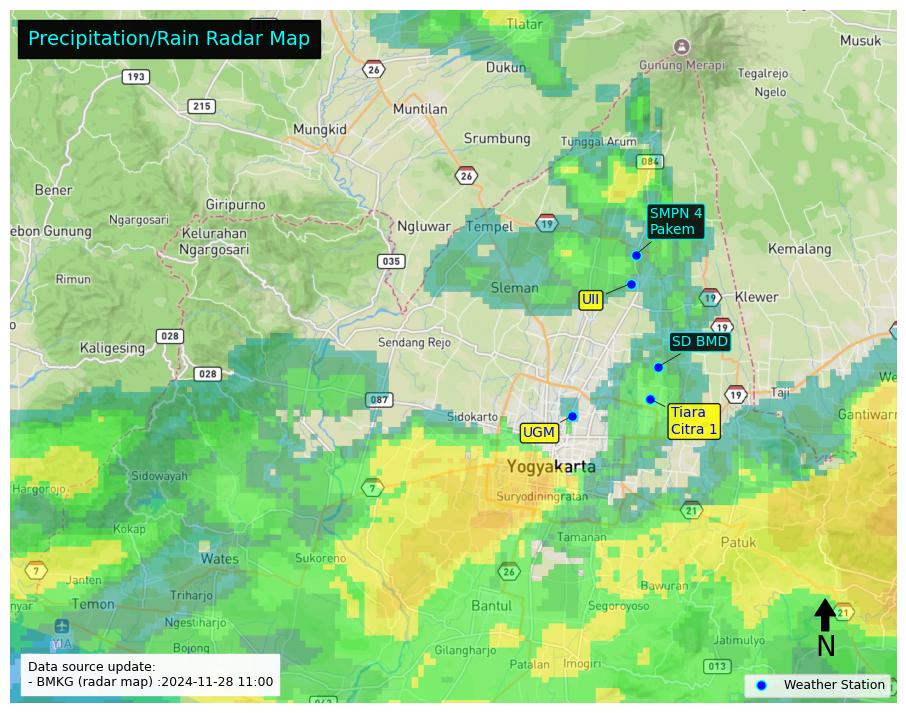 Precipitation/Rain Radar Map
Tlatar
Musuk
26
Dukun
Gunung Merapi
193
Tegalrejo
Ngelo
215
Muntilan
Mungkid
Srumbung
Tunggal Arum
084
26
Bener
Giripurno
SMPN 4
Pakem
Ngargosari
Ngluwar
Tempel
19
ebon Gunung
Kelurahan
Ngargosari
Kemalang
035
Rimun
Sleman
UII
19
Klewer
19
028
Kaligesing
Sendang Rejo
SD BMD
028
We
087
19
Taji
Sidokarto
Tiara
Citra 1
Gantiwar
UGM
Yogyakarta
Sidowayah
Hargorojo
7
Suryodiningratan
21
Kokap
Tamanan
Patuk
Wates
Sukoreno
7
26
Janten
Bawuran
Triharjo
Temon
Bantul
Segoroyoso
nyar
21
Ngestiharjo
YIA
N
Jatimulyo
Bojong
Gilangharjo
Patalan
Imogiri
013
Data source update:
- BMKG (radar map) :2024-11-28 11:00
Weather Station